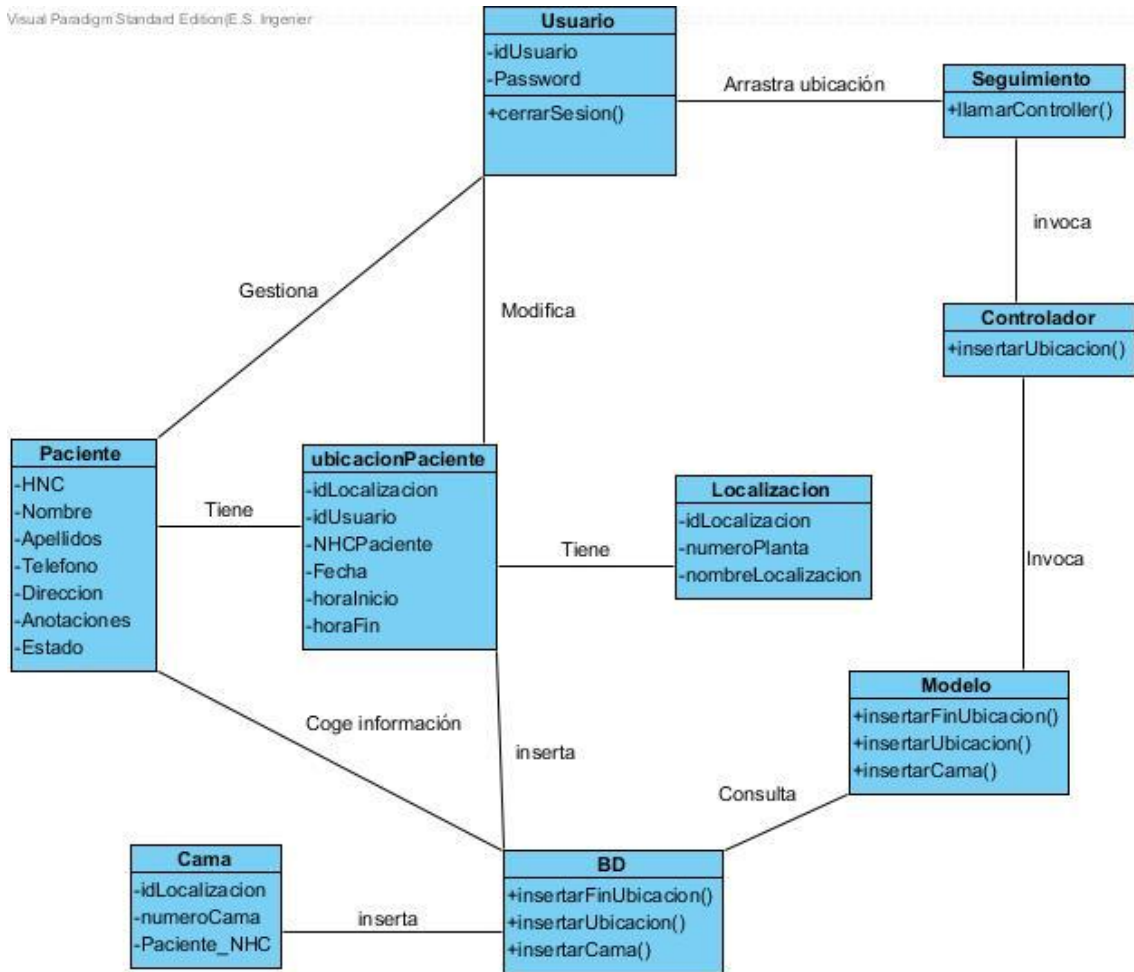 Visual Paradigm Standard Edition(E.S. Ingenier
Usuario
-idUsuario
-Password
+cerrarSesion()
Arrastra ubicación
Seguimiento
+llamarController()
invoca
Gestiona
Modifica
Controlador
+insertarUbicacion()
Paciente
-HNC
-Nombre
-Apellidos
-Telefono
-Direccion
-Anotaciones
-Estado
Tiene
ubicacionPaciente
-idLocalizacion
-idUsuario
-NHCPaciente
-Fecha
-horaInicio
-horaFin
Tiene
Localizacion
-idLocalizacion
-numeroPlanta
-nombreLocalizacion
Invoca
Modelo
+insertarFinUbicacion()
+insertarUbicacion()
+insertarCama()
Coge información
inserta
Consulta
Cama
-idLocalizacion
-numeroCama
-Paciente_NHC
inserta
BD
+insertarFinUbicacion()
+insertarUbicacion()
+insertarCama()